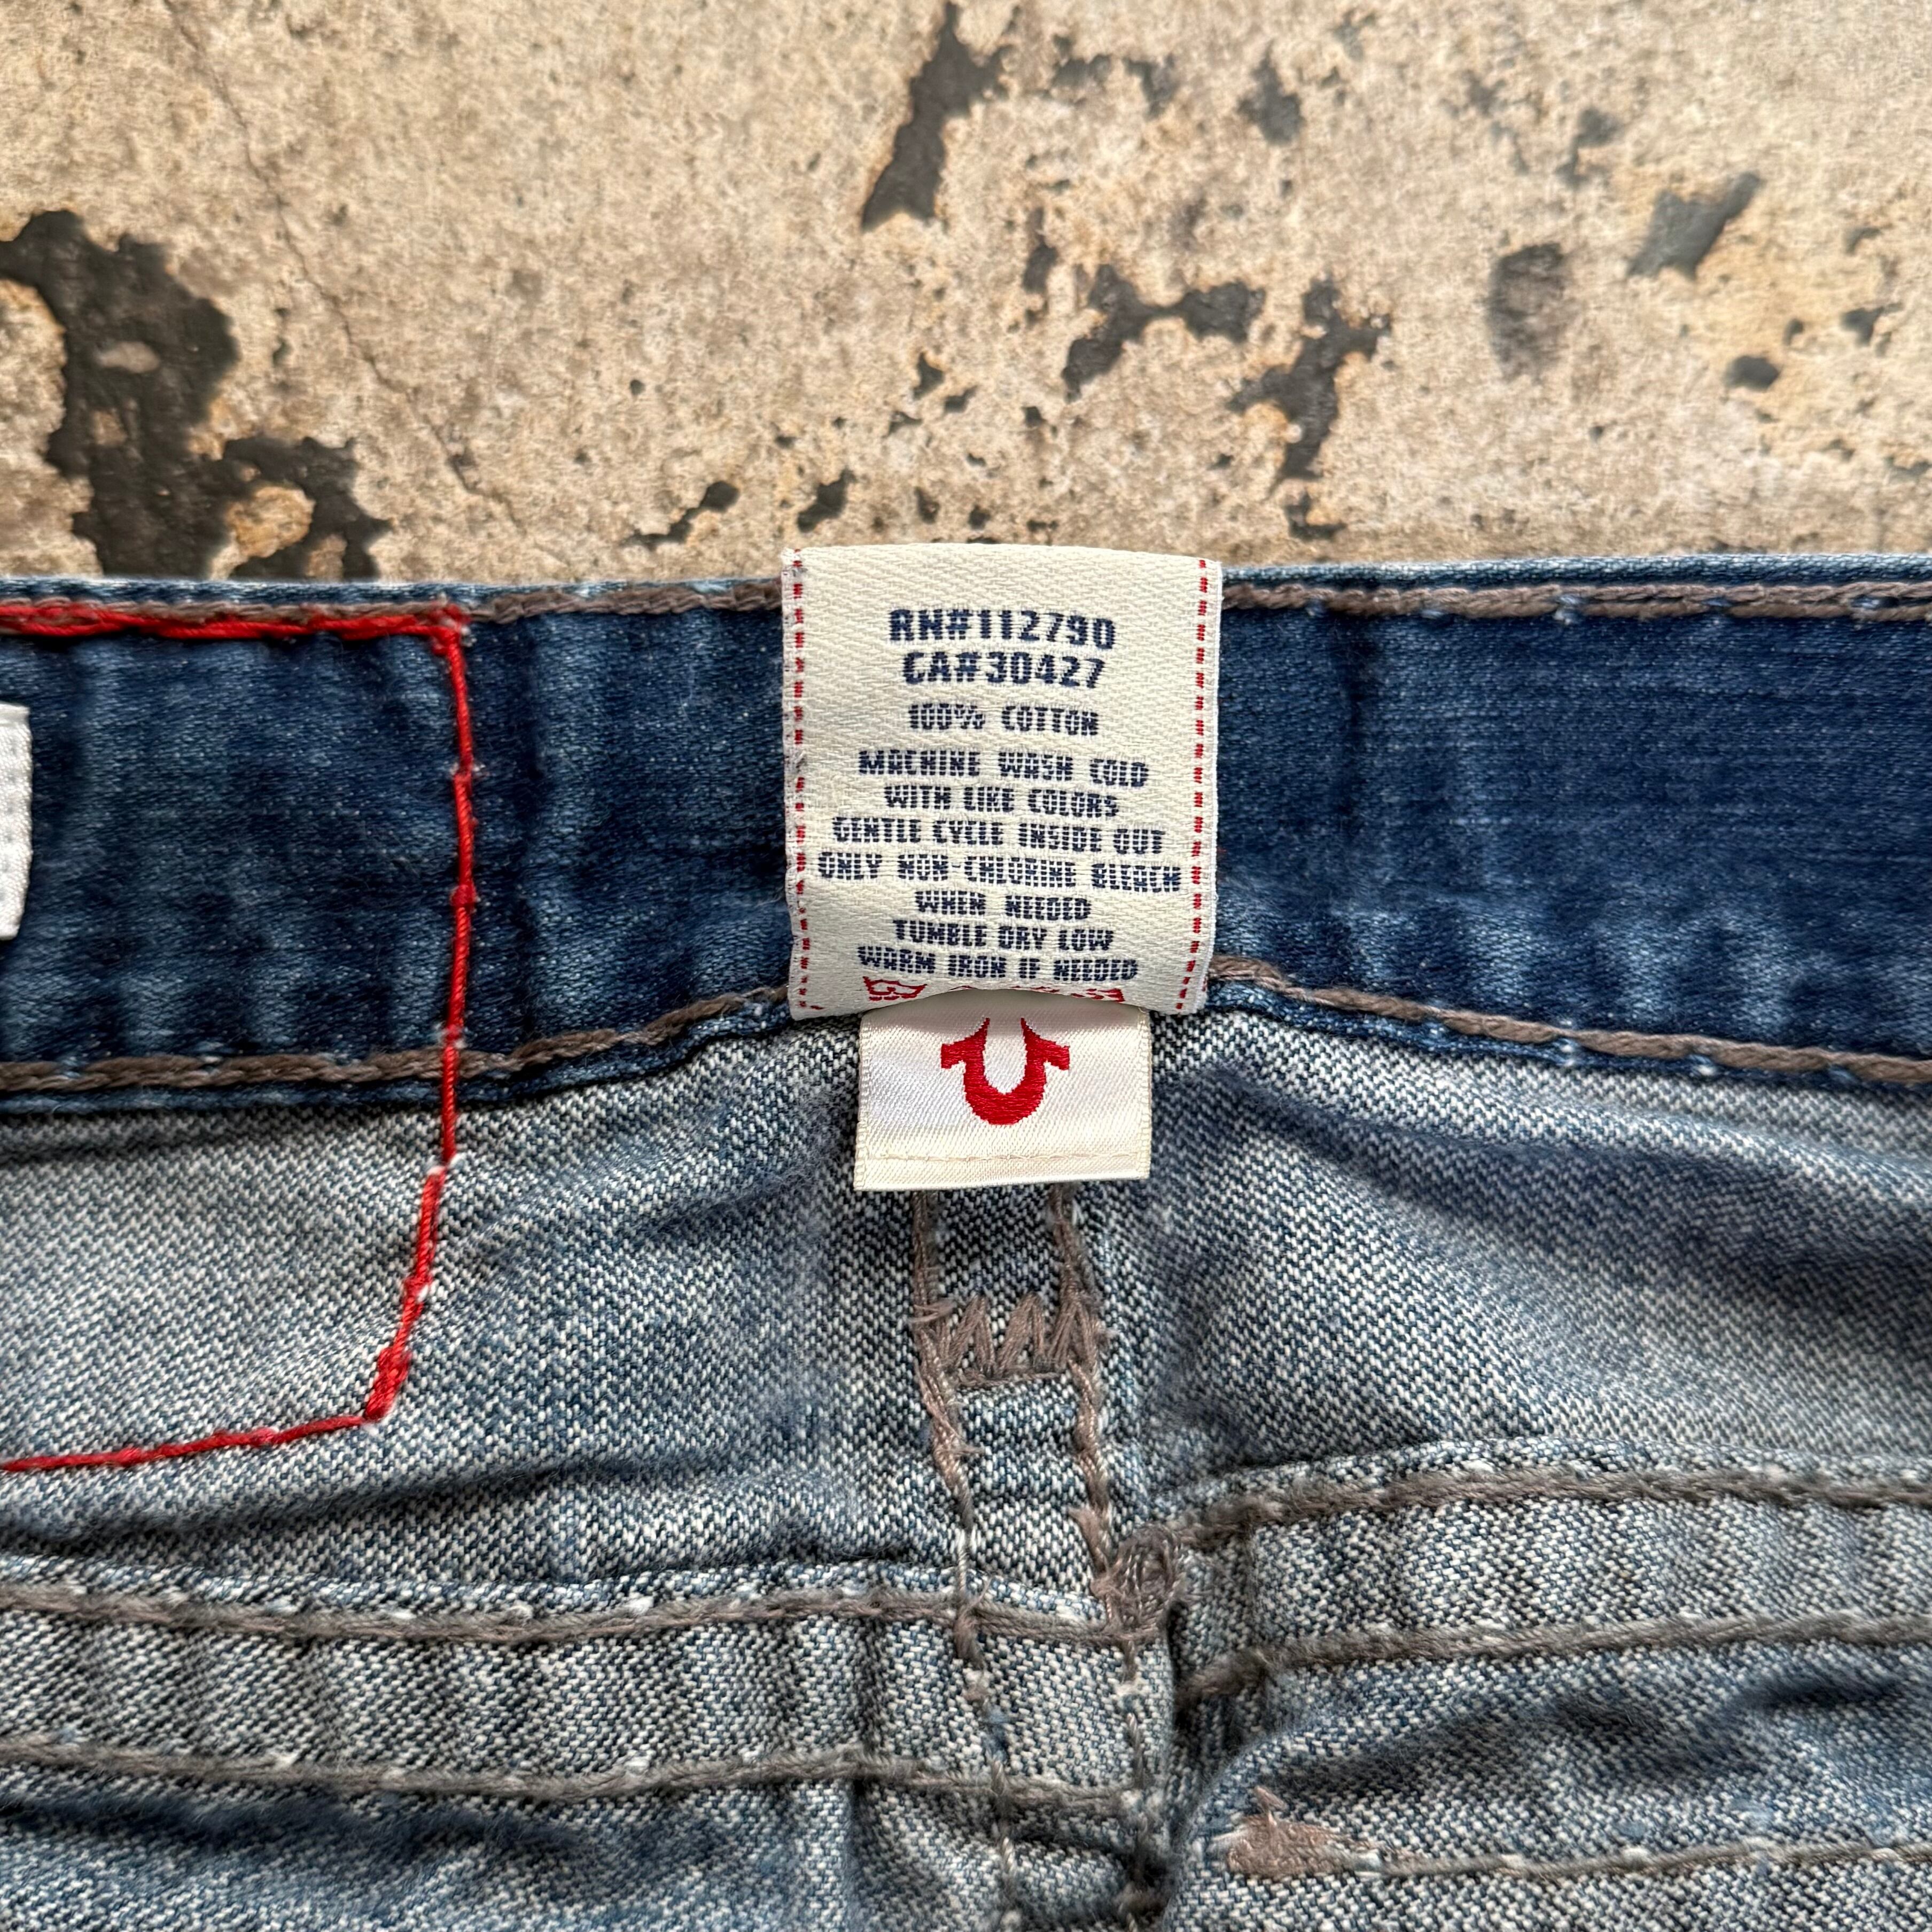 RN#112790
CA#30427
100% COTTON
MACHINE WASH COLD
WITH LIKE COLORS
GENTLE CYCLE INSIDE OUT
ONLY NON-CHLORINE BLEACH
WHEN NEEDED
TUMBLE DRY LOW
WARM IRON IF NEEDED